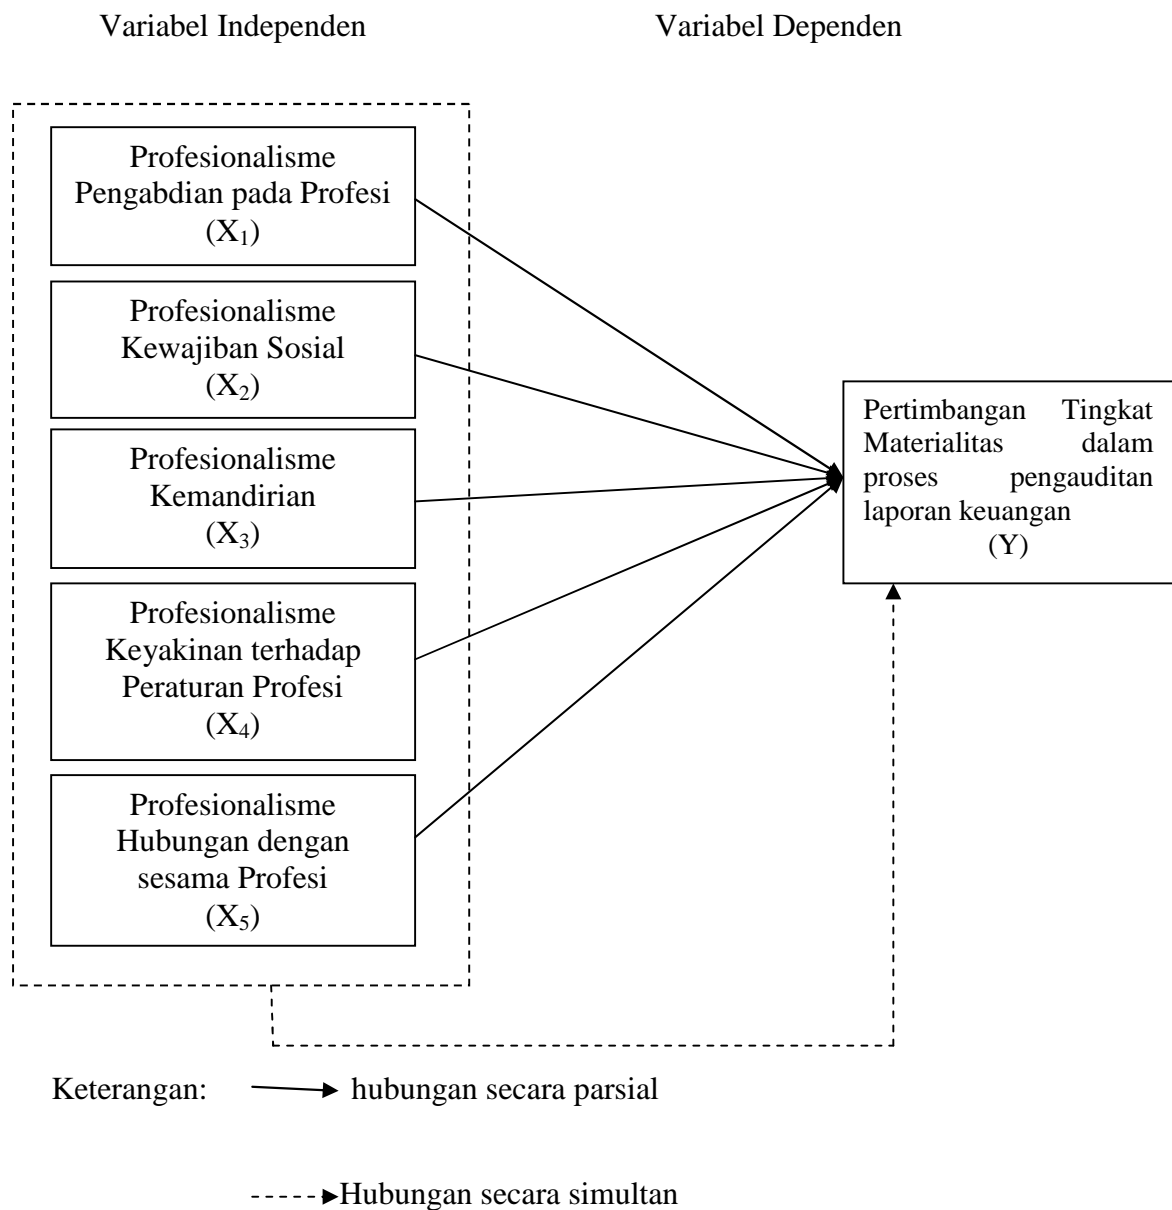 Variabel Independen
Variabel Dependen
Profesionalisme
Pengabdian pada Profesi
(X₁)
Profesionalisme
Kewajiban Sosial
(X₂)
Profesionalisme
Kemandirian
(X₃)
Profesionalisme
Keyakinan terhadap
Peraturan Profesi
(X₄)
Profesionalisme
Hubungan dengan
sesama Profesi
(X₅)
Pertimbangan Tingkat
Materialitas dalam
proses pengauditan
laporan keuangan
(Y)
Keterangan: hubungan secara parsial
Hubungan secara simultan